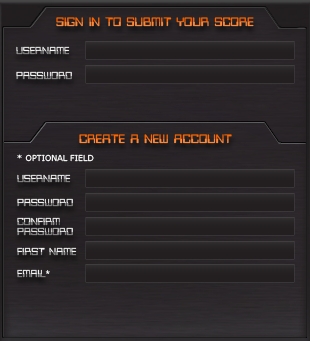 SIGN IN TO SUBMIT YOUR SCORE
USERNAME
PASSWORD
CREATE A NEW ACCOUNT
* OPTIONAL FIELD
USERNAME
PASSWORD
CONFIRM
PASSWORD
FIRST NAME
EMAIL*